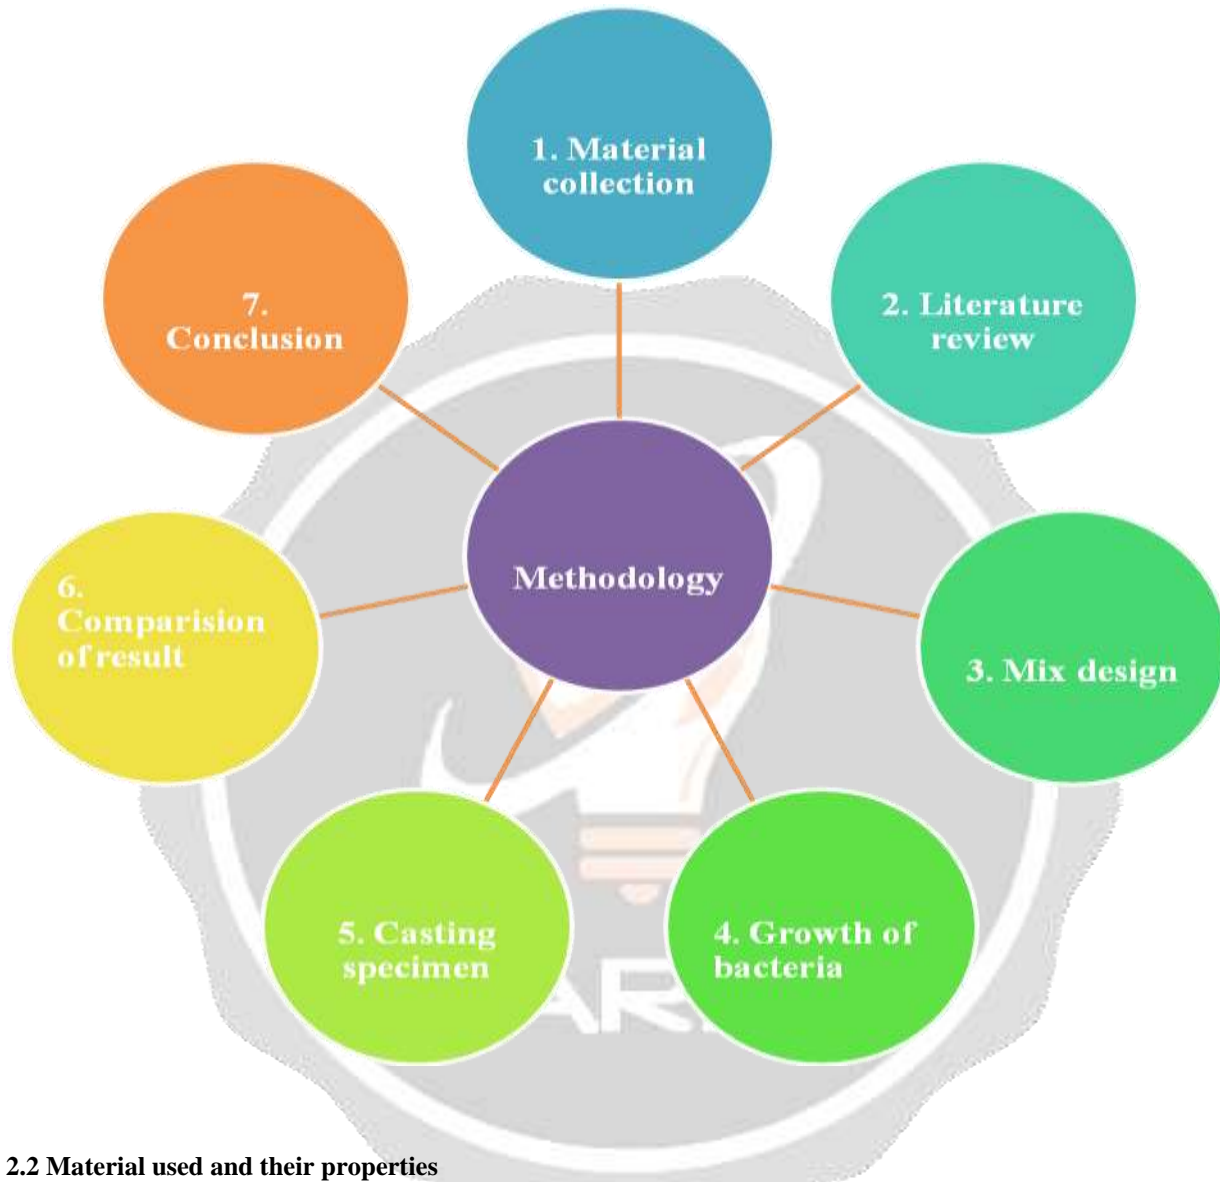 1. Material
collection
2. Literature
review
3. Mix design
4. Growth of
bacteria
5. Casting
specimen
6.
Comparision
of result
7.
Conclusion
Methodology
2.2 Material used and their properties